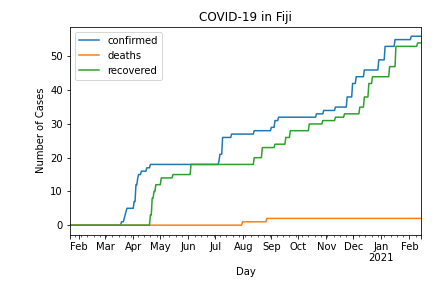 COVID-19 in Fiji
confirmed
deaths
recovered
Number of Cases
50
40
30
20
10
0
Feb Mar Apr May Jun Jul Aug Sep Oct Nov Dec Jan Feb
2021
Day